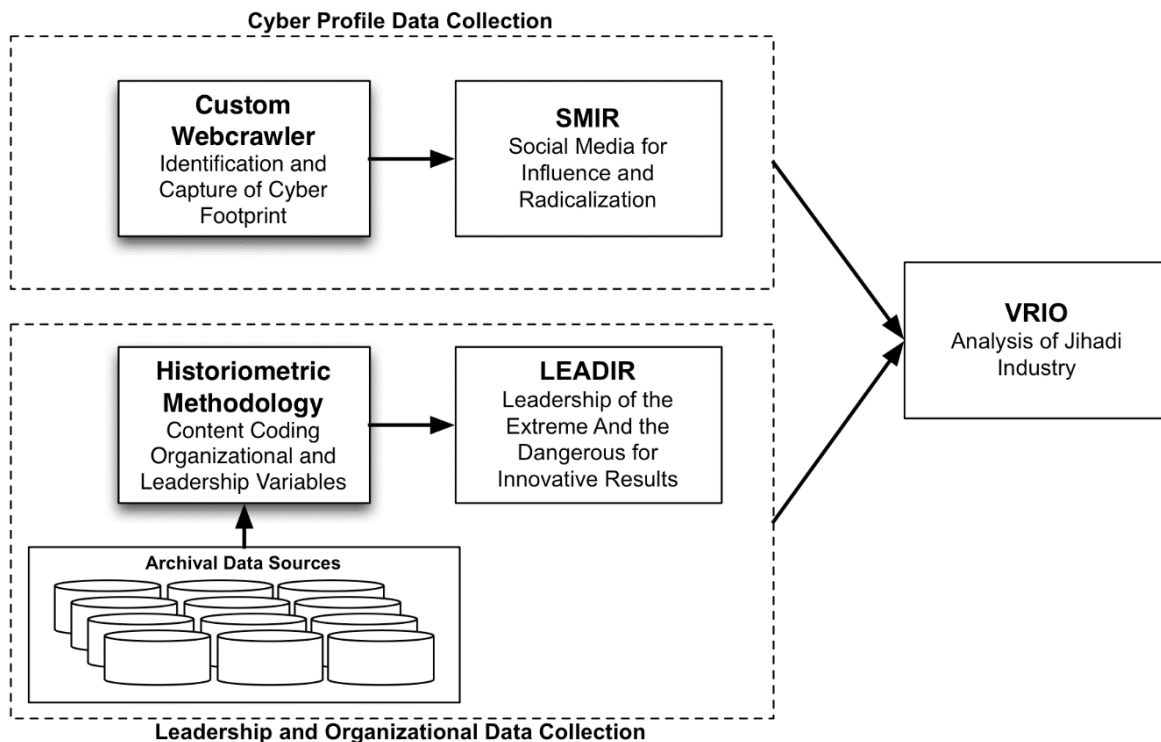 Cyber Profile Data Collection
Custom
Webcrawler
Identification and
Capture of Cyber
Footprint
SMIR
Social Media for
Influence and
Radicalization
VRIO
Analysis of Jihadi
Industry
Historiometric
Methodology
Content Coding
Organizational and
Leadership Variables
LEADIR
Leadership of the
Extreme And the
Dangerous for
Innovative Results
Archival Data Sources
Leadership and Organizational Data Collection